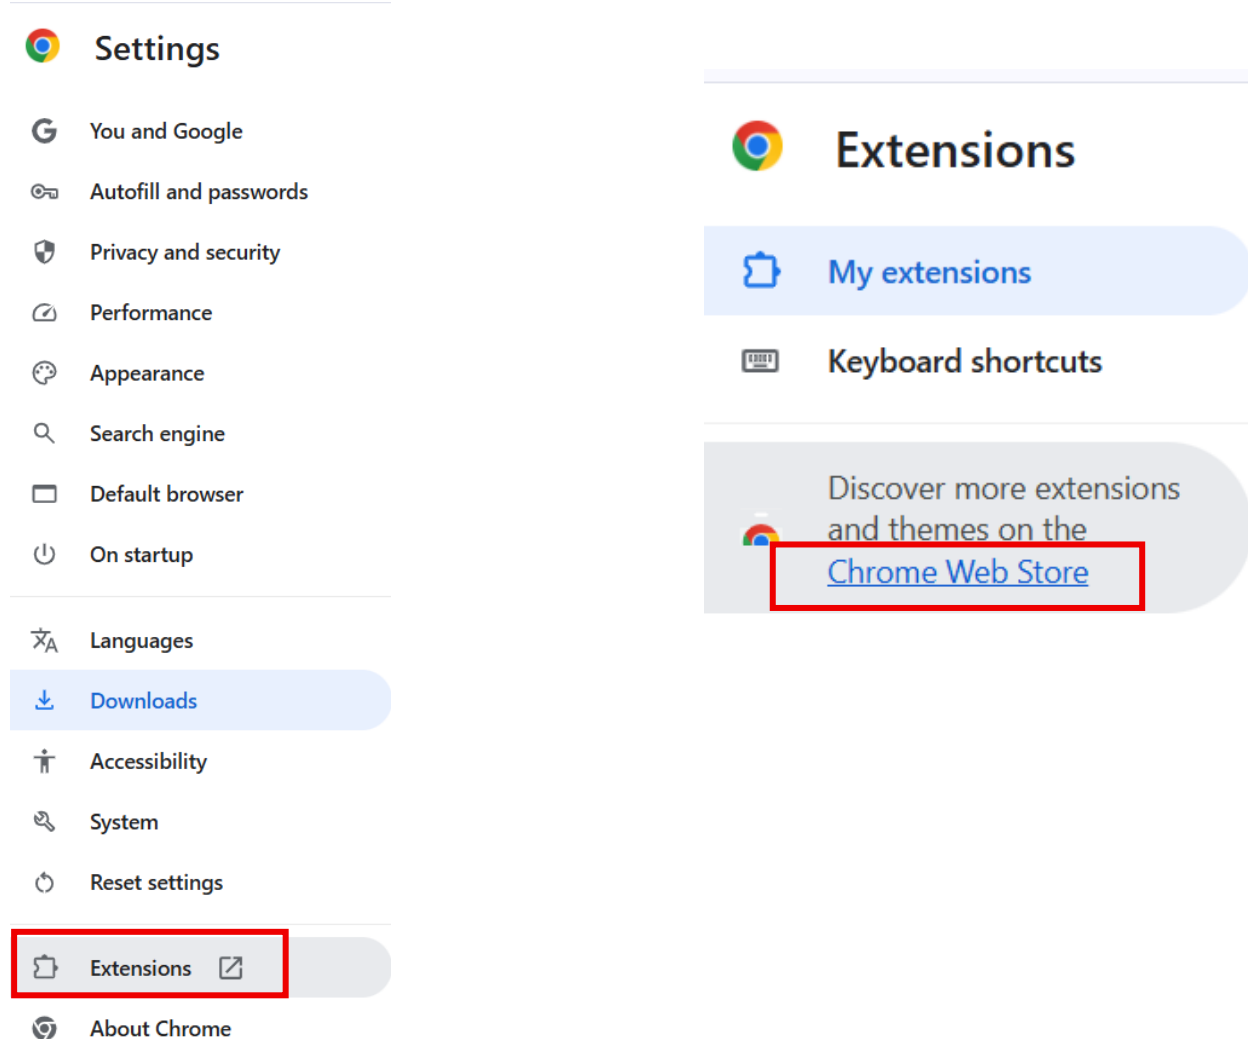 Settings
You and Google
Autofill and passwords
Privacy and security
Performance
Appearance
Search engine
Default browser
On startup
Languages
Downloads
Accessibility
System
Reset settings
Extensions
About Chrome
Extensions
My extensions
Keyboard shortcuts
Discover more extensions
and themes on the
Chrome Web Store